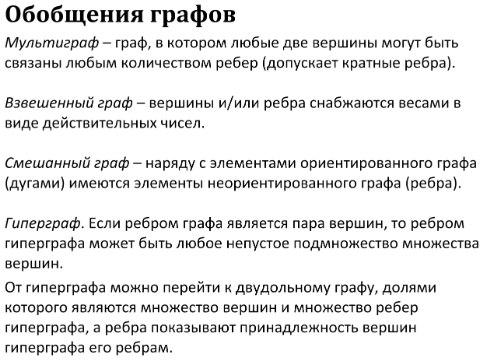 Обобщения графов
Мультиграф – граф, в котором любые две вершины могут быть
связаны любым количеством ребер (допускает кратные ребра).
Взвешенный граф – вершины и/или ребра снабжаются весами в
виде действительных чисел.
Смешанный граф – наряду с элементами ориентированного графа
(дугами) имеются элементы неориентированного графа (ребра).
Гиперграф. Если ребром графа является пара вершин, то ребром
гиперграфа может быть любое непустое подмножество множества
вершин.
От гиперграфа можно перейти к двудольному графу, долями
которого являются множество вершин и множество ребер
гиперграфа, а ребра показывают принадлежность вершин
гиперграфа его ребрам.